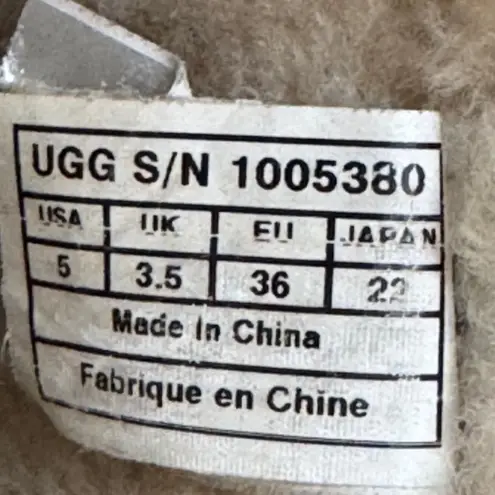 UGG S/N 1005380
USA UK EU JAPAN
5 3.5 36 22
Made In China
Fabrique en Chine